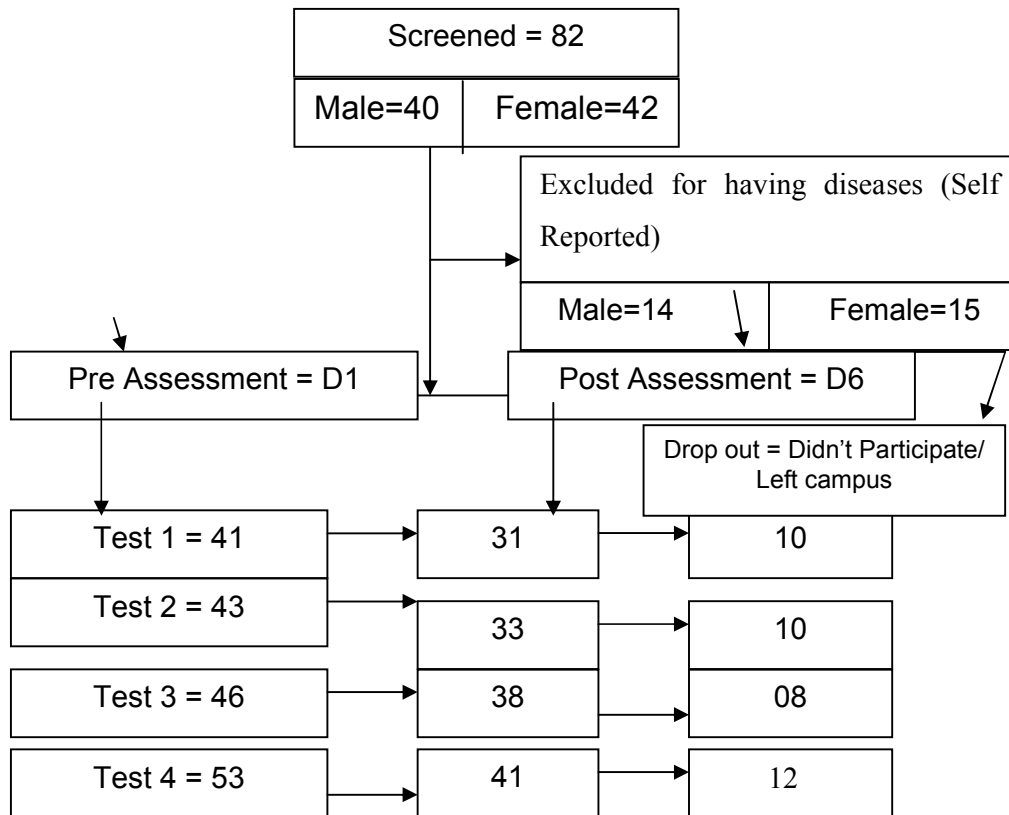 Screened = 82
Male=40 Female=42
Excluded for having diseases (Self
Reported)
Male=14 Female=15
Pre Assessment = D1 Post Assessment = D6
Drop out = Didn't Participate/
Left campus
Test 1 = 41 31 10
Test 2 = 43 33 10
Test 3 = 46 38 08
Test 4 = 53 41 12